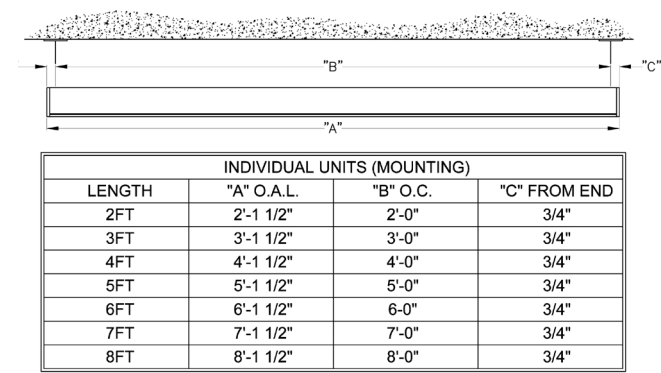 "B"
"C"
"A"
INDIVIDUAL UNITS (MOUNTING)
LENGTH "A" O.A.L. "B" O.C. "C" FROM END
2FT 2'-1 1/2" 2'-0" 3/4"
3FT 3'-1 1/2" 3'-0" 3/4"
4FT 4'-1 1/2" 4'-0" 3/4"
5FT 5'-1 1/2" 5'-0" 3/4"
6FT 6'-1 1/2" 6-0" 3/4"
7FT 7'-1 1/2" 7'-0" 3/4"
8FT 8'-1 1/2" 8'-0" 3/4"